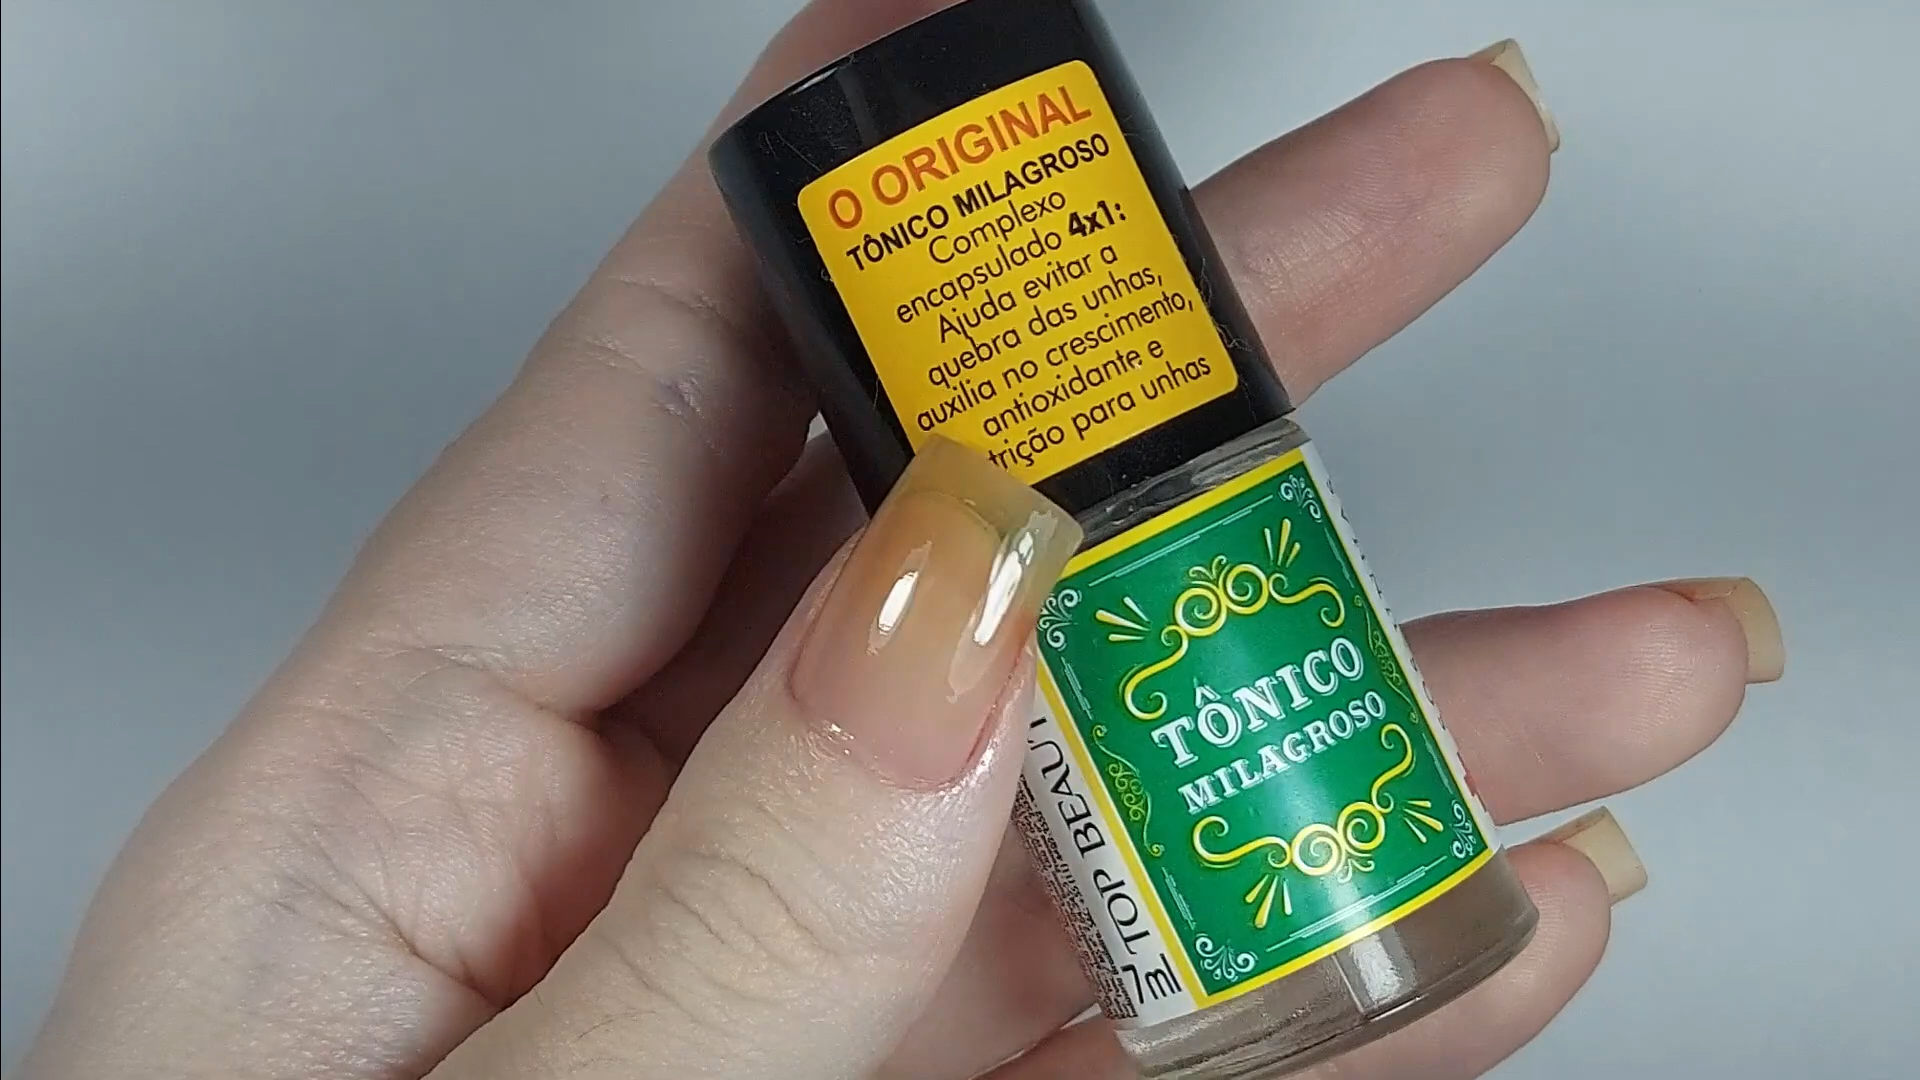 O ORIGINAL
TÔNICO MILAGROSO
Complexo
encapsulado 4x1:
Ajuda evitar a
quebra das unhas,
auxilia no crescimento,
antioxidante e
trição para unhas
TÔNICO
MILAGROSO
TOP BEAUT
7ml